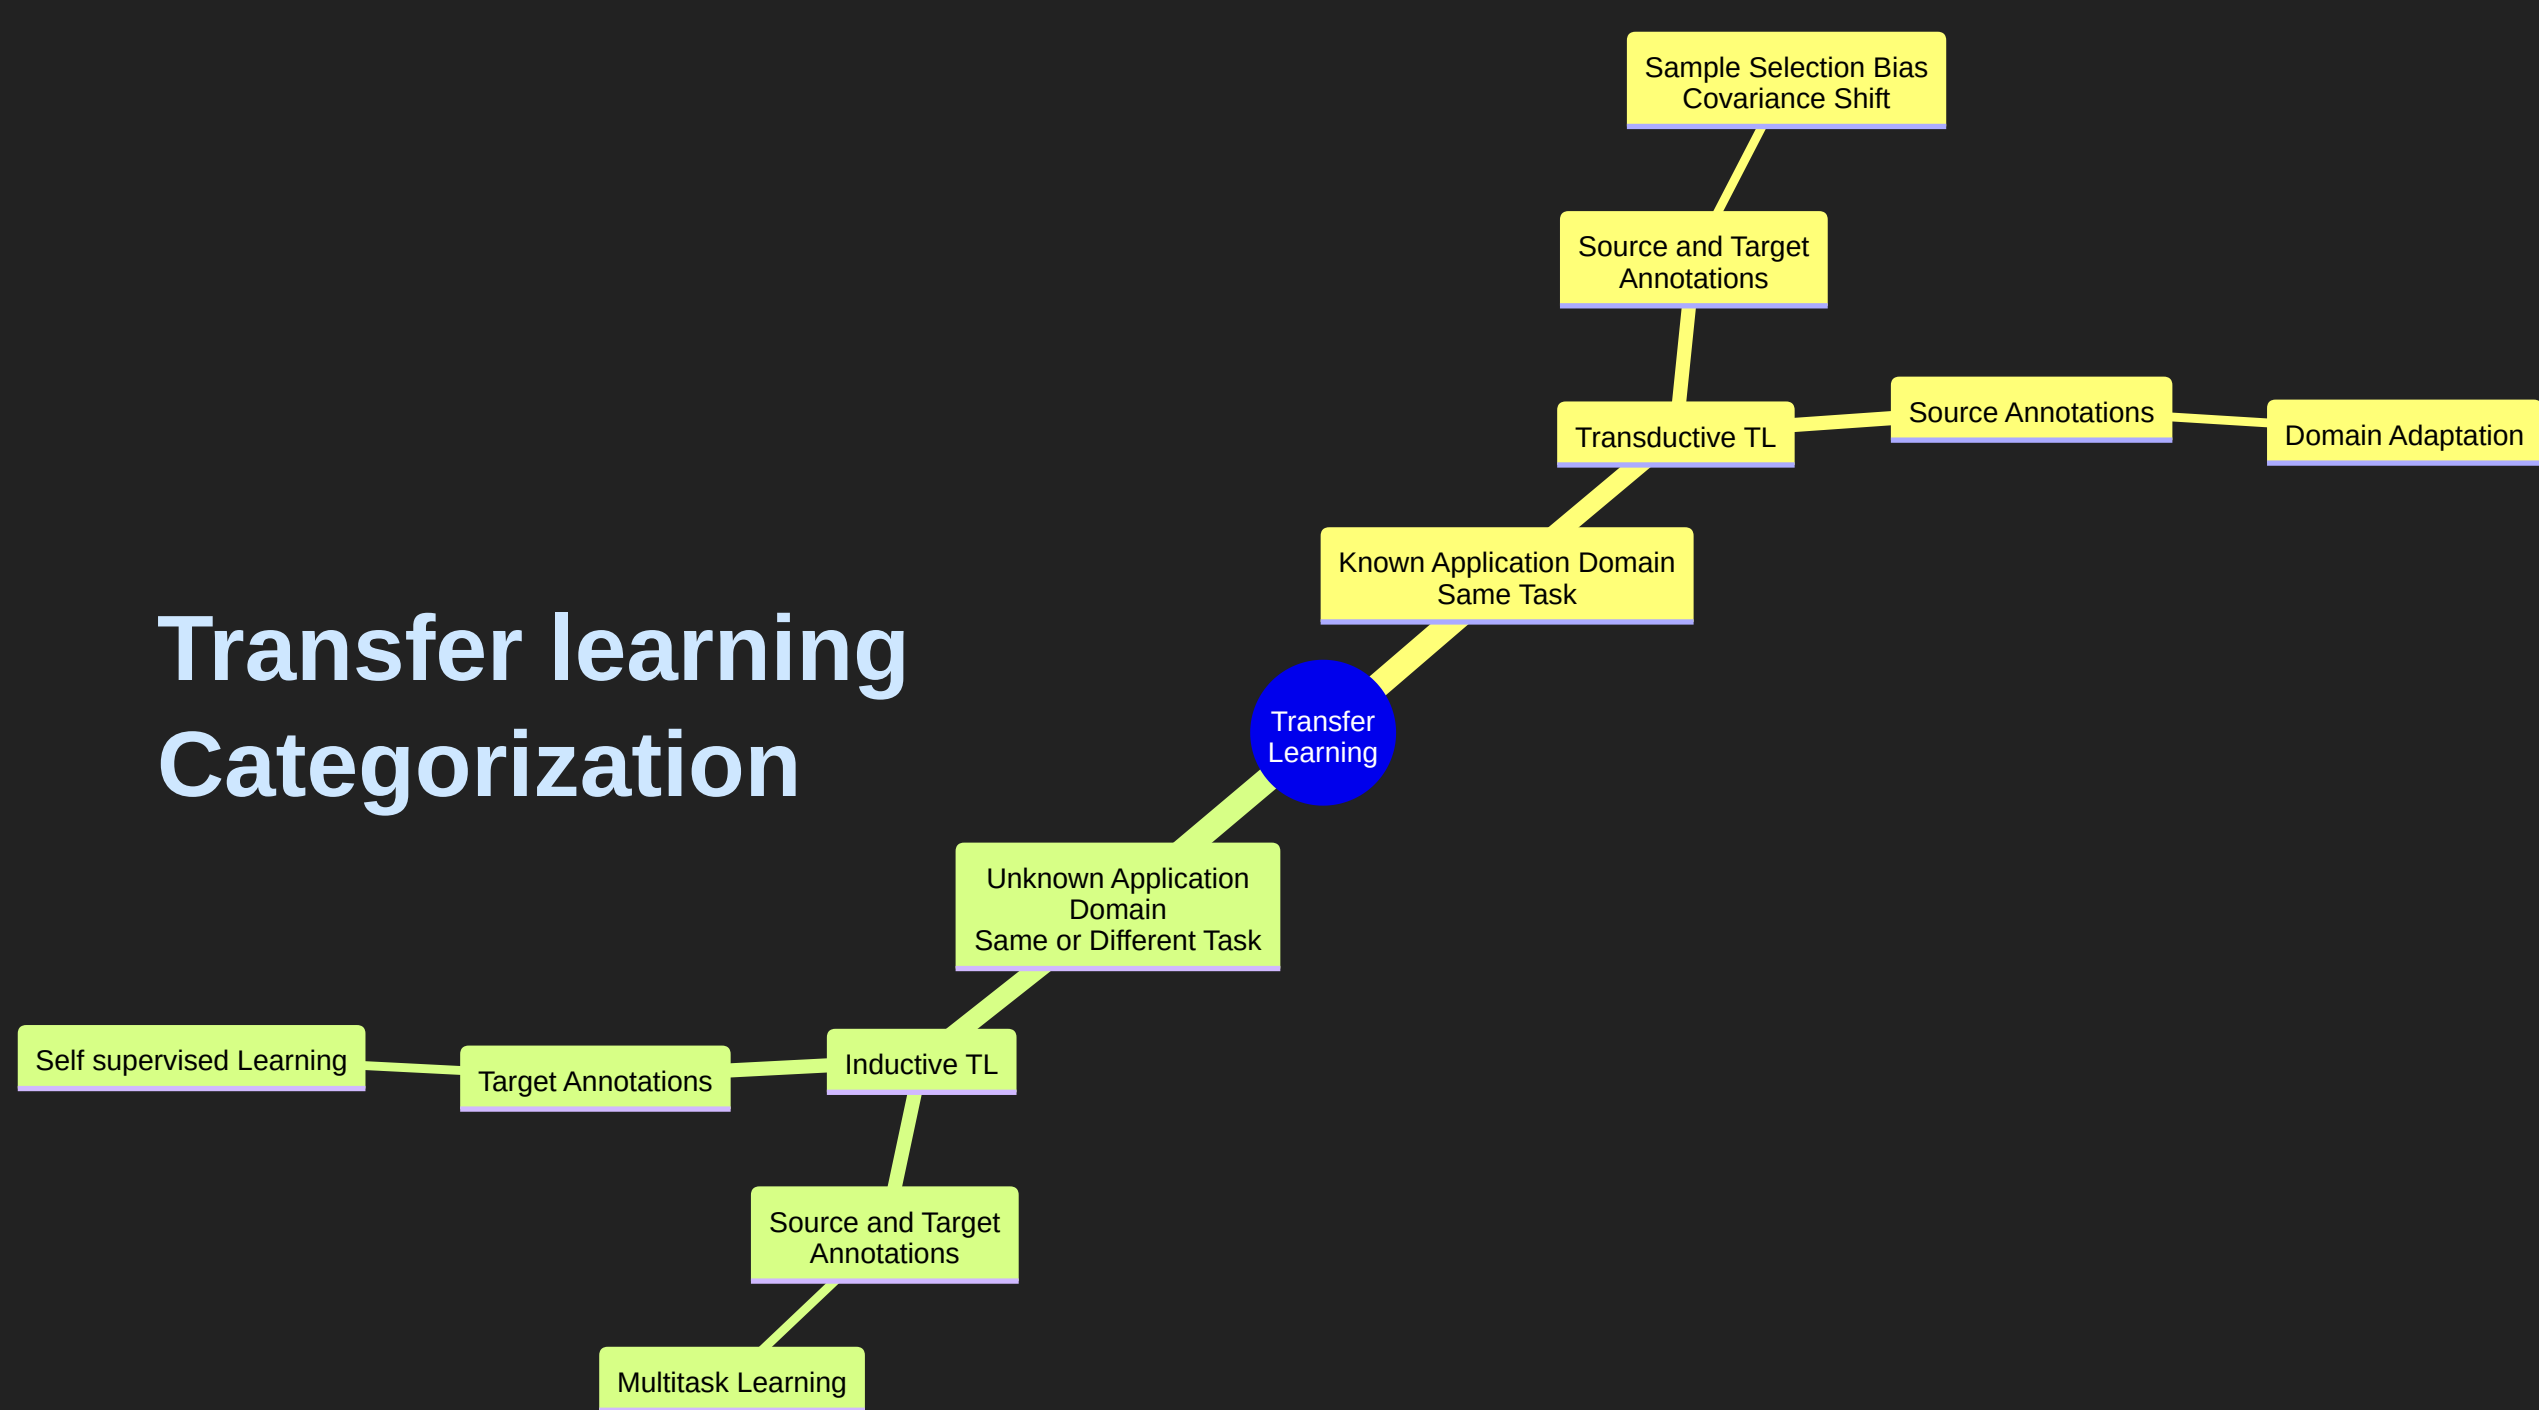 Sample Selection Bias
Covariance Shift
Source and Target
Annotations
Source Annotations
Domain Adaptation
Transductive TL
Known Application Domain
Same Task
Transfer learning
Categorization
Transfer
Learning
Unknown Application
Domain
Same or Different Task
Self supervised Learning
Target Annotations
Inductive TL
Source and Target
Annotations
Multitask Learning